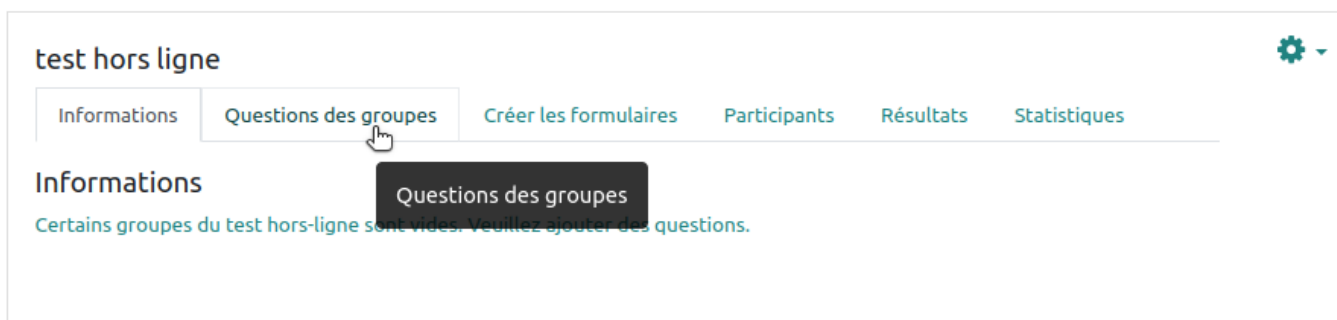 test hors ligne
Informations Questions des groupes Créer les formulaires Participants Résultats Statistiques
Informations
Questions des groupes
Certains groupes du test hors-ligne sont vides. Veuillez ajouter des questions.